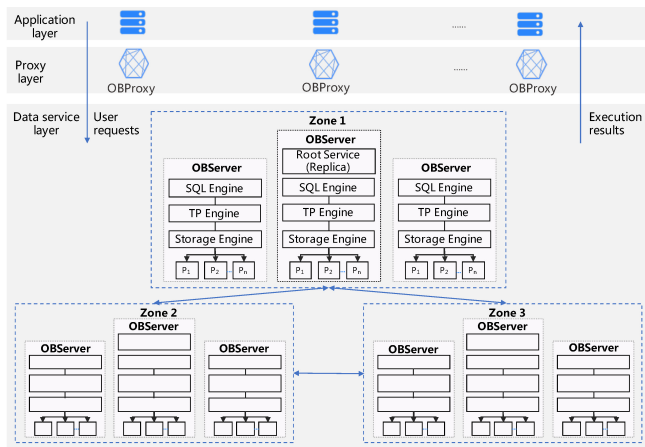 Application
layer
......
Proxy
layer
OBProxy
OBProxy
......
OBProxy
Data service
layer
User
requests
Execution
results
Zone 1
OBServer
SQL Engine
TP Engine
Storage Engine
P1
P2
...
Pn
OBServer
Root Service
(Replica)
SQL Engine
TP Engine
Storage Engine
P1
P2
...
Pn
OBServer
SQL Engine
TP Engine
Storage Engine
P1
P2
...
Pn
Zone 2
OBServer
...
OBServer
...
OBServer
...
Zone 3
OBServer
...
OBServer
...
OBServer
...